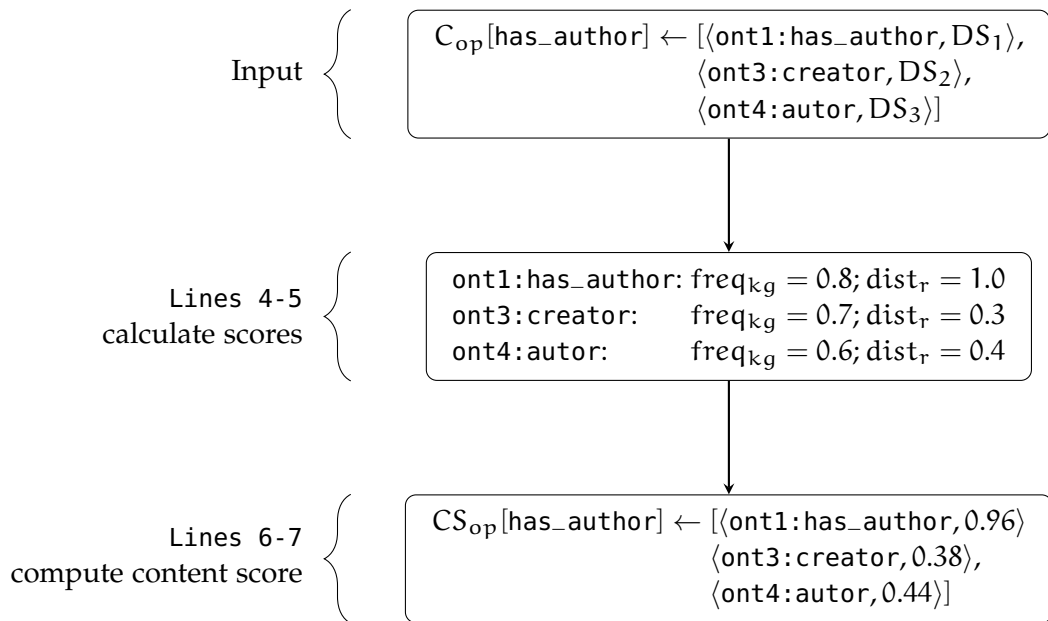 Input
C_op[has_author] ← [⟨ont1:has_author, DS_1⟩,
⟨ont3:creator, DS_2⟩,
⟨ont4:autor, DS_3⟩]
Lines 4-5
calculate scores
ont1:has_author: freq_kg = 0.8; dist_r = 1.0
ont3:creator: freq_kg = 0.7; dist_r = 0.3
ont4:autor: freq_kg = 0.6; dist_r = 0.4
Lines 6-7
compute content score
CS_op[has_author] ← [⟨ont1:has_author, 0.96⟩
⟨ont3:creator, 0.38⟩,
⟨ont4:autor, 0.44⟩]